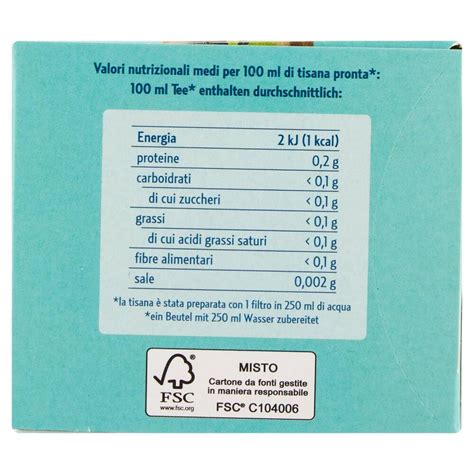 Valori nutrizionali medi per 100 ml di tisana pronta*:
100 ml Tee* enthalten durchschnittlich:
Energia 2 kJ (1 kcal)
proteine 0,2 g
carboidrati < 0,1 g
di cui zuccheri < 0,1 g
grassi < 0,1 g
di cui acidi grassi saturi < 0,1 g
fibre alimentari < 0,1 g
sale 0,002 g
*la tisana è stata preparata con 1 filtro in 250 ml di acqua
*ein Beutel mit 250 ml Wasser zubereitet
FSC
www.fsc.org
MISTO
Cartone da fonti gestite
in maniera responsabile
FSC® C104006